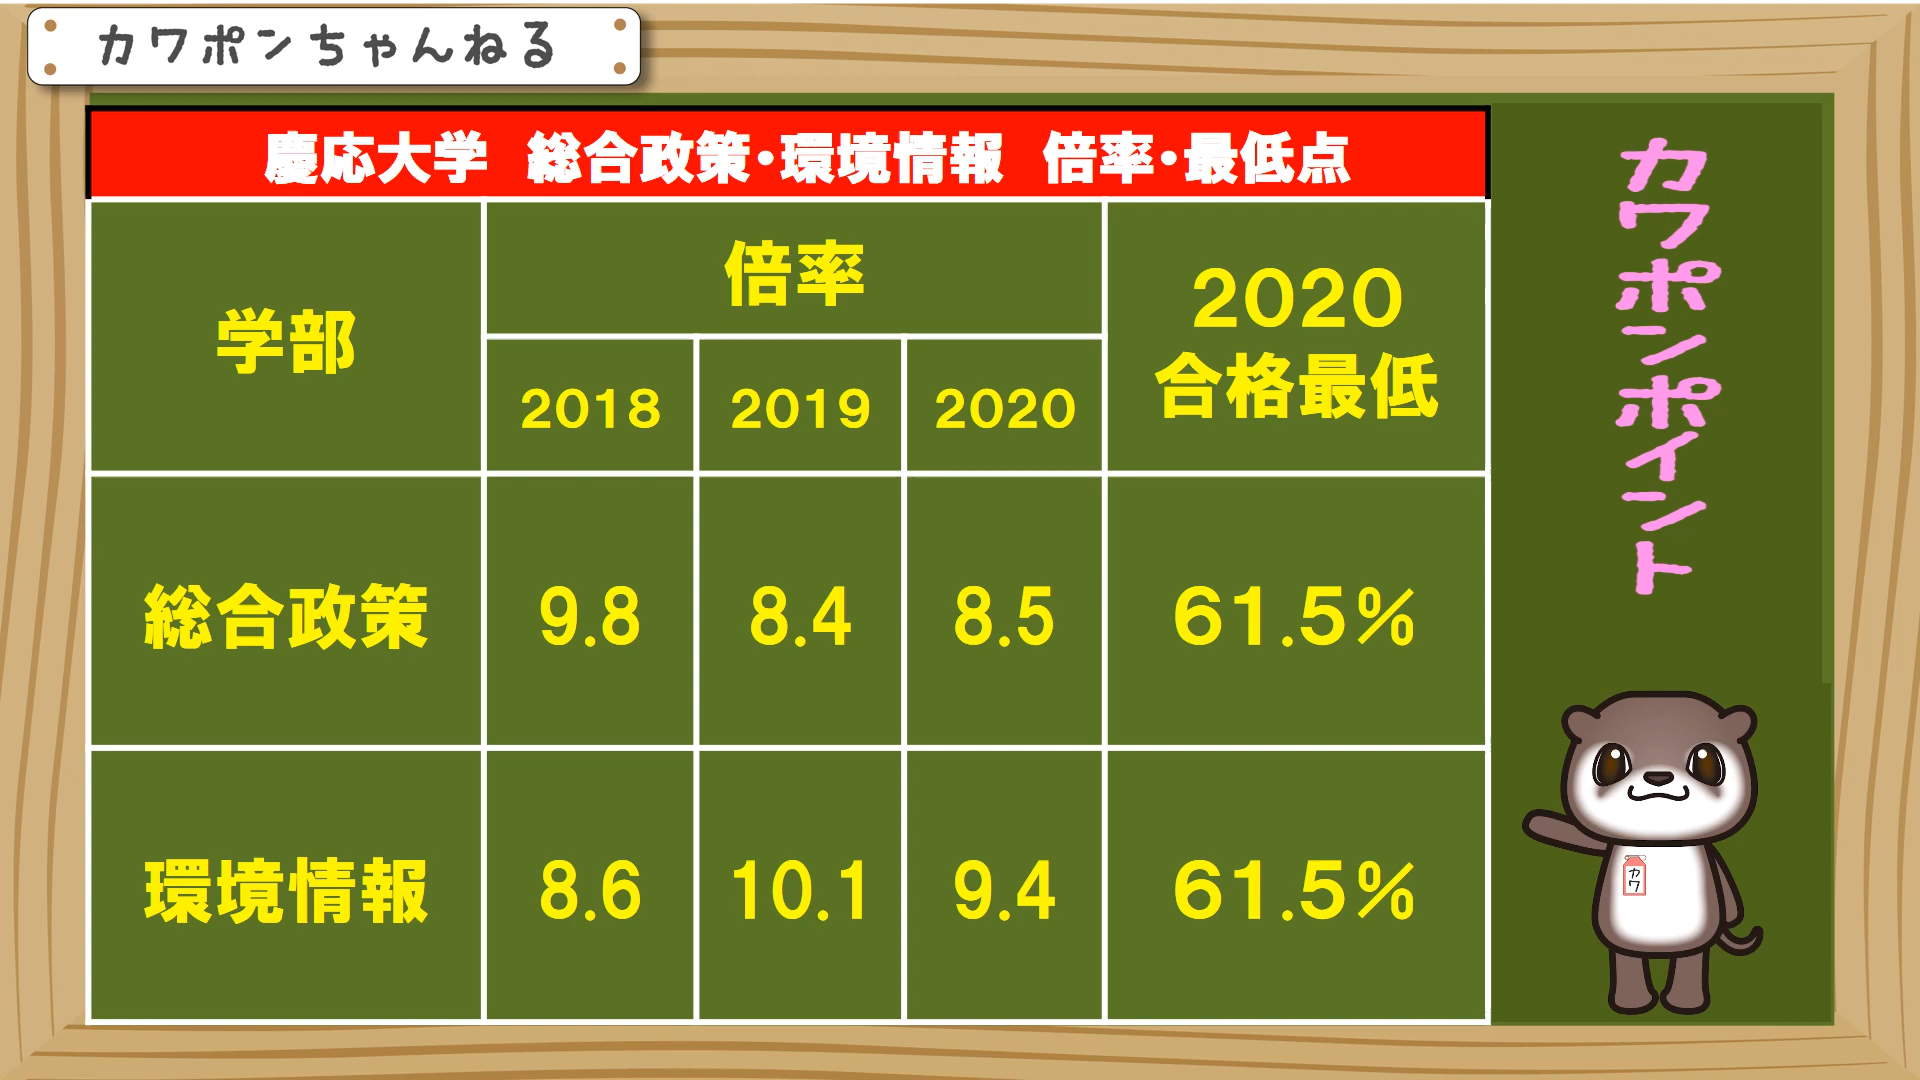 カワポンちゃんねる
慶応大学 総合政策・環境情報 倍率・最低点
学部
倍率
2018
2019
2020
2020
合格最低
総合政策
9.8
8.4
8.5
61.5%
環境情報
8.6
10.1
9.4
61.5%
カワポンポイント
カワ